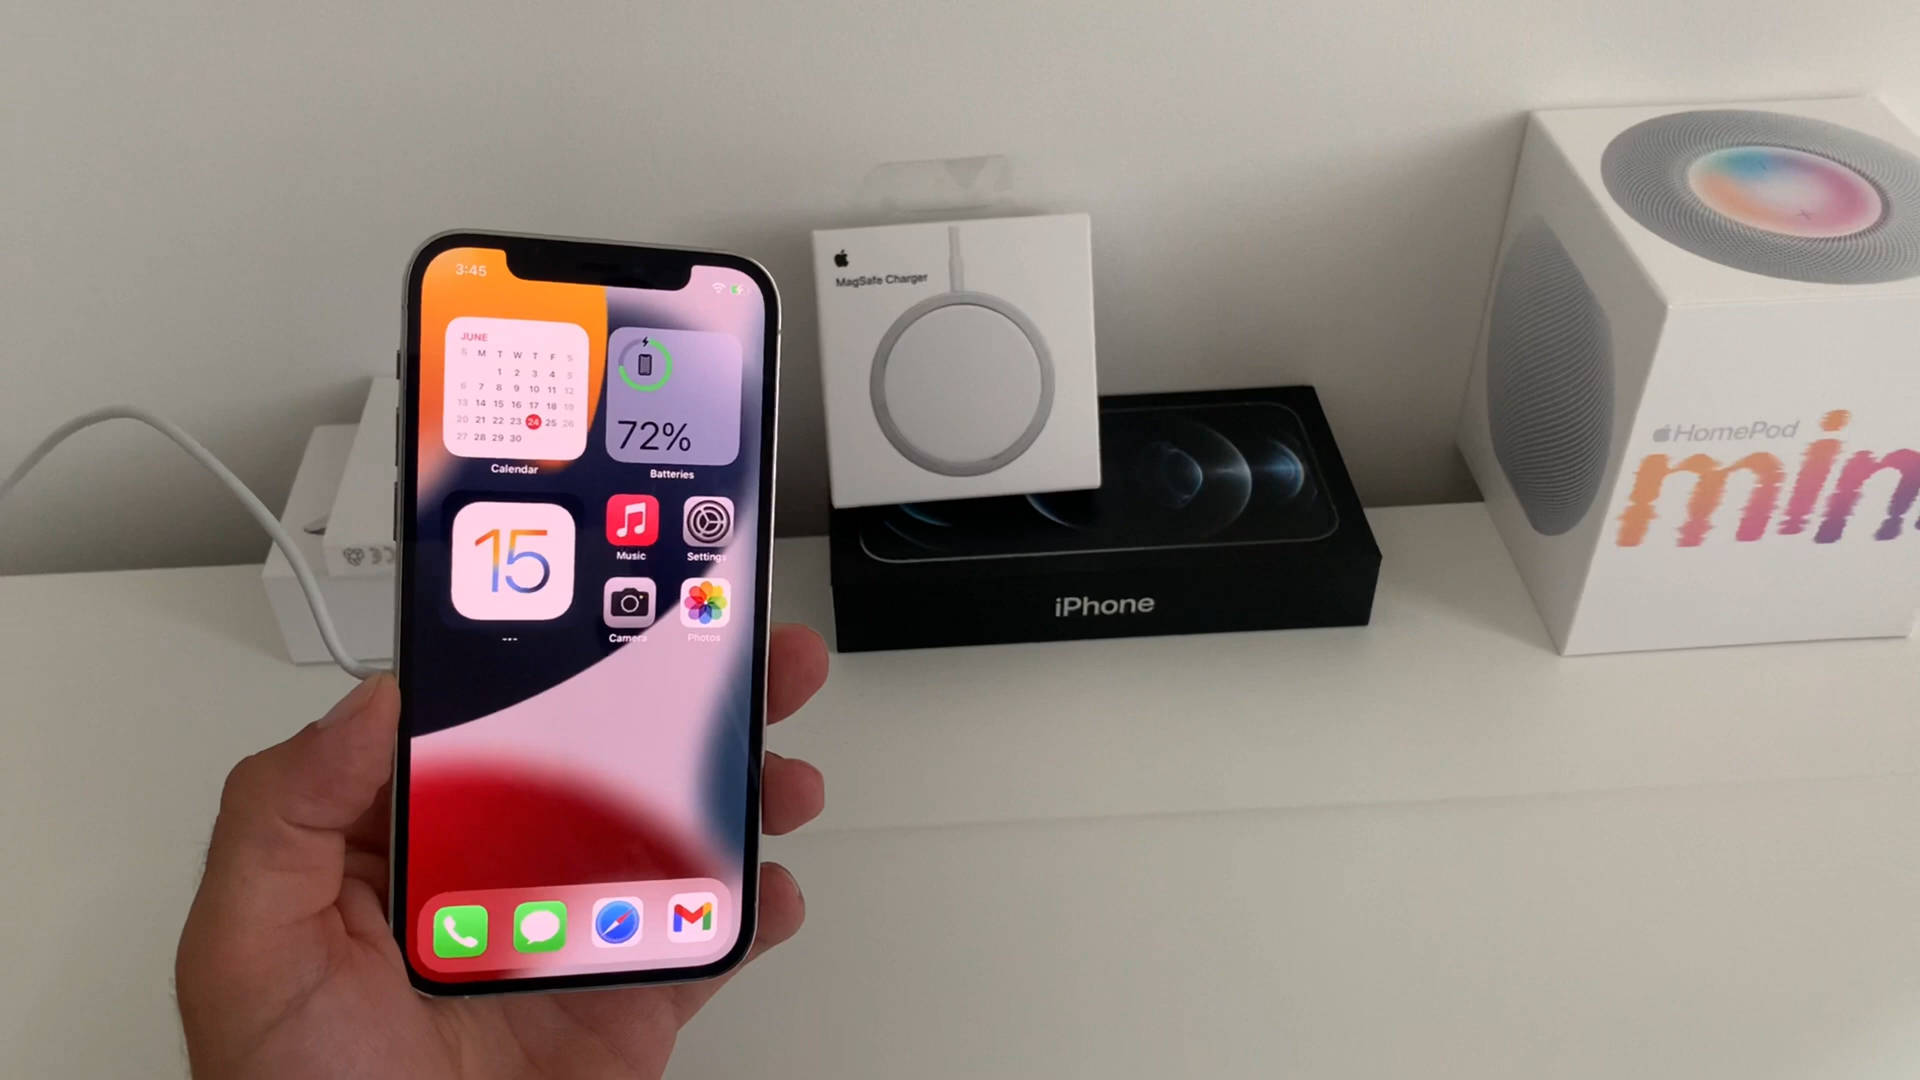 3:45
JUNE
S M T W T F S
1 2 3 4 5
6 7 8 9 10 11 12
13 14 15 16 17 18 19
20 21 22 23 24 25 26
27 28 29 30
Calendar
72%
Batteries
15
---
Music
Settings
Camera
Photos
MagSafe Charger
iPhone
HomePod
min
CE